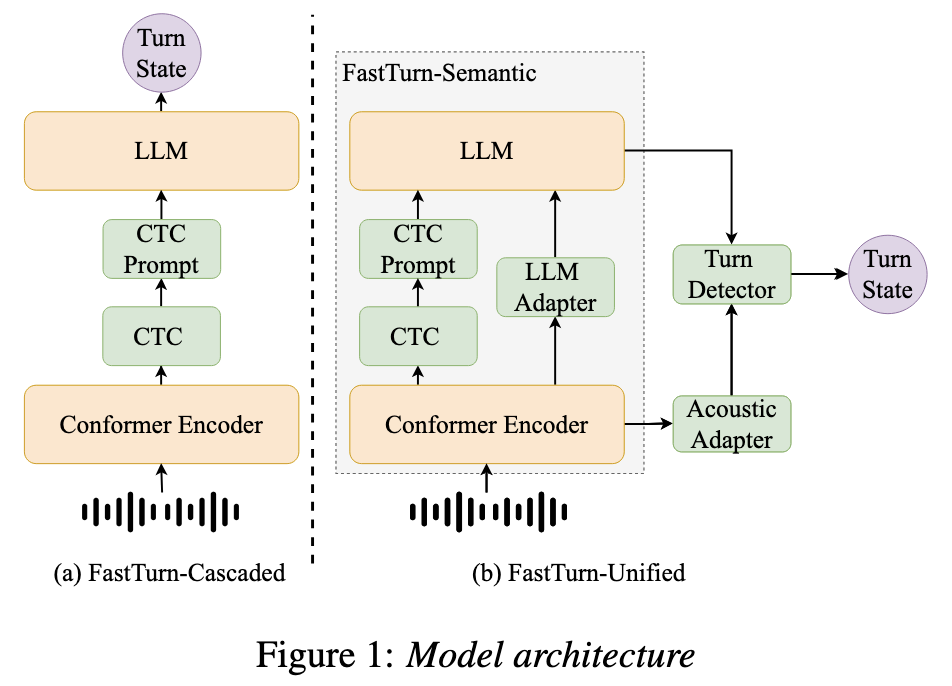 Turn
State
LLM
CTC
Prompt
CTC
Conformer Encoder
(a) FastTurn-Cascaded
FastTurn-Semantic
LLM
CTC
Prompt
LLM
Adapter
CTC
Conformer Encoder
Turn
Detector
Turn
State
Acoustic
Adapter
(b) FastTurn-Unified
Figure 1: Model architecture